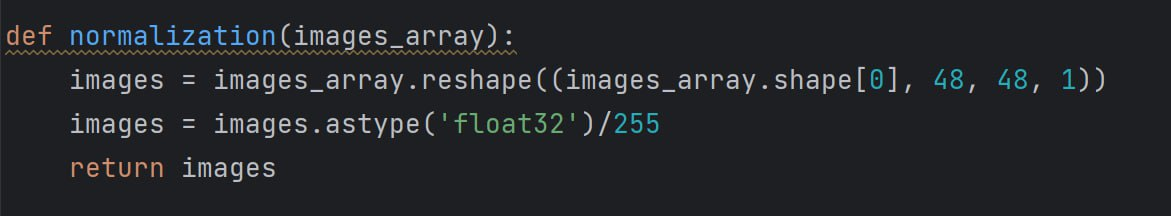 def normalization(images_array):
    images = images_array.reshape((images_array.shape[0], 48, 48, 1))
    images = images.astype('float32')/255
    return images